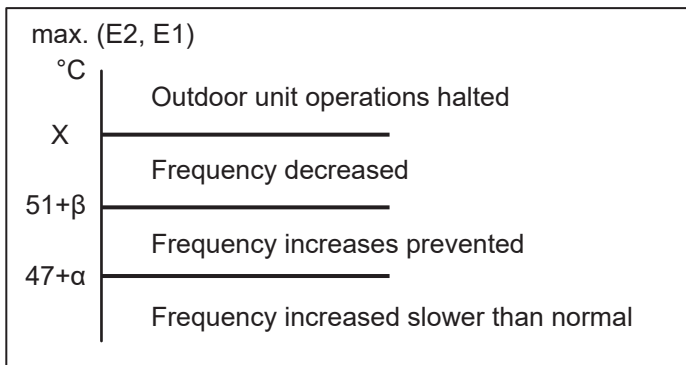 max. (E2, E1)
°C
Outdoor unit operations halted
X
Frequency decreased
51+β
Frequency increases prevented
47+α
Frequency increased slower than normal